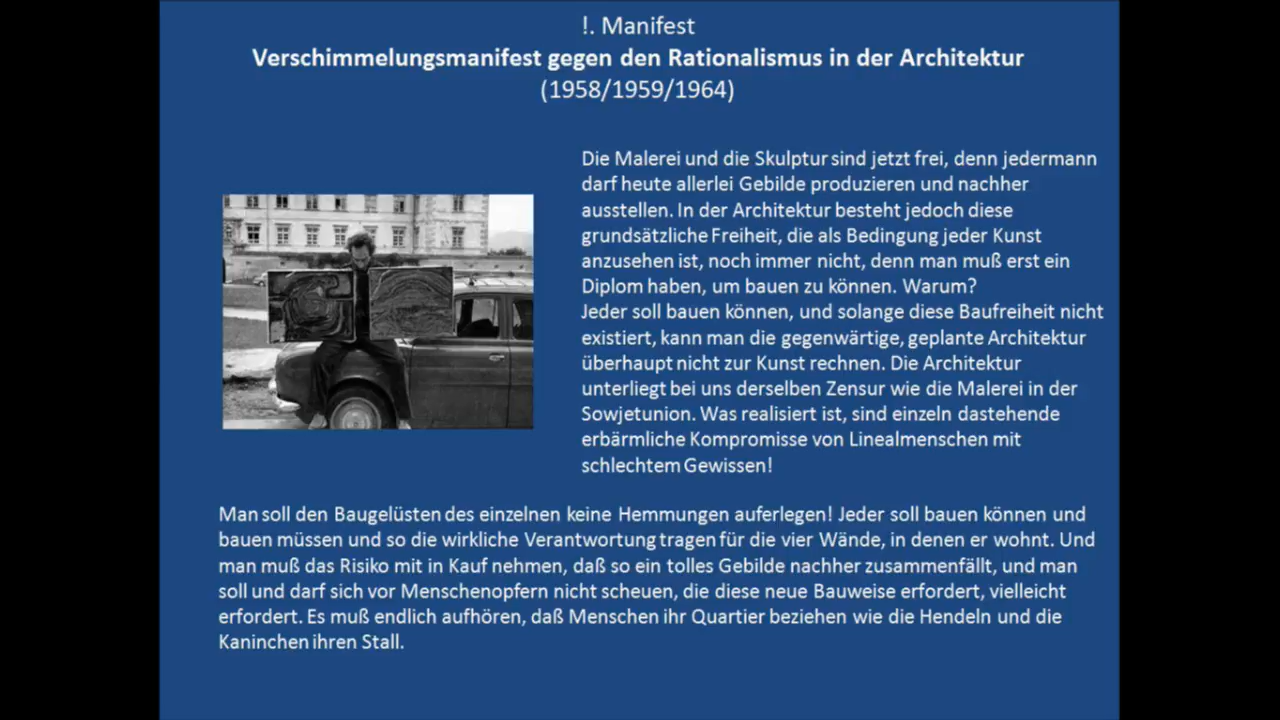 !. Manifest
Verschimmelungsmanifest gegen den Rationalismus in der Architektur
(1958/1959/1964)
Die Malerei und die Skulptur sind jetzt frei, denn jedermann
darf heute allerlei Gebilde produzieren und nachher
ausstellen. In der Architektur besteht jedoch diese
grundsätzliche Freiheit, die als Bedingung jeder Kunst
anzusehen ist, noch immer nicht, denn man muß erst ein
Diplom haben, um bauen zu können. Warum?
Jeder soll bauen können, und solange diese Baufreiheit nicht
existiert, kann man die gegenwärtige, geplante Architektur
überhaupt nicht zur Kunst rechnen. Die Architektur
unterliegt bei uns derselben Zensur wie die Malerei in der
Sowjetunion. Was realisiert ist, sind einzeln dastehende
erbärmliche Kompromisse von Linealmenschen mit
schlechtem Gewissen!
Man soll den Baugelüsten des einzelnen keine Hemmungen auferlegen! Jeder soll bauen können und
bauen müssen und so die wirkliche Verantwortung tragen für die vier Wände, in denen er wohnt. Und
man muß das Risiko mit in Kauf nehmen, daß so ein tolles Gebilde nachher zusammenfällt, und man
soll und darf sich vor Menschenopfern nicht scheuen, die diese neue Bauweise erfordert, vielleicht
erfordert. Es muß endlich aufhören, daß Menschen ihr Quartier beziehen wie die Hendeln und die
Kaninchen ihren Stall.